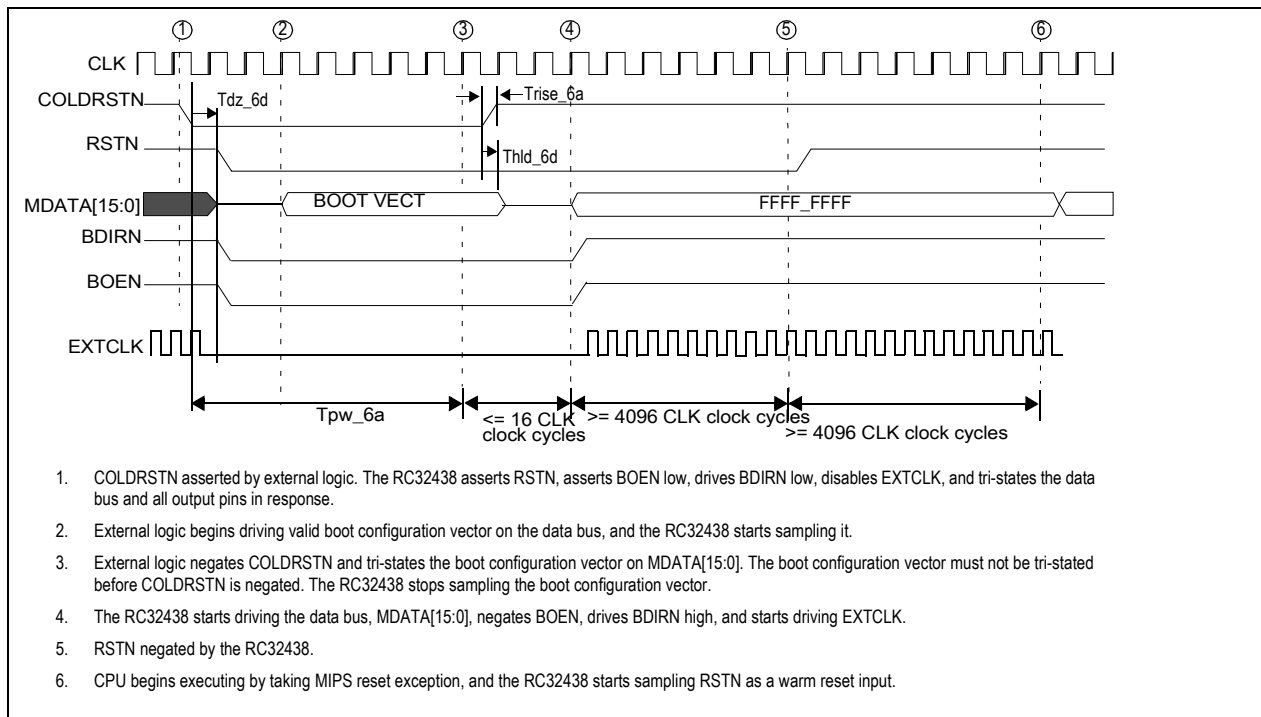 1 2 3 4 5 6
CLK
COLDRSTN
Tdz_6d
Trise_6a
RSTN
Thld_6d
MDATA[15:0]
BOOT VECT
FFFF_FFFF
BDIRN
BOEN
EXTCLK
Tpw_6a
<= 16 CLK
clock cycles
>= 4096 CLK clock cycles
>= 4096 CLK clock cycles
1. COLDRSTN asserted by external logic. The RC32438 asserts RSTN, asserts BOEN low, drives BDIRN low, disables EXTCLK, and tri-states the data
bus and all output pins in response.
2. External logic begins driving valid boot configuration vector on the data bus, and the RC32438 starts sampling it.
3. External logic negates COLDRSTN and tri-states the boot configuration vector on MDATA[15:0]. The boot configuration vector must not be tri-stated
before COLDRSTN is negated. The RC32438 stops sampling the boot configuration vector.
4. The RC32438 starts driving the data bus, MDATA[15:0], negates BOEN, drives BDIRN high, and starts driving EXTCLK.
5. RSTN negated by the RC32438.
6. CPU begins executing by taking MIPS reset exception, and the RC32438 starts sampling RSTN as a warm reset input.